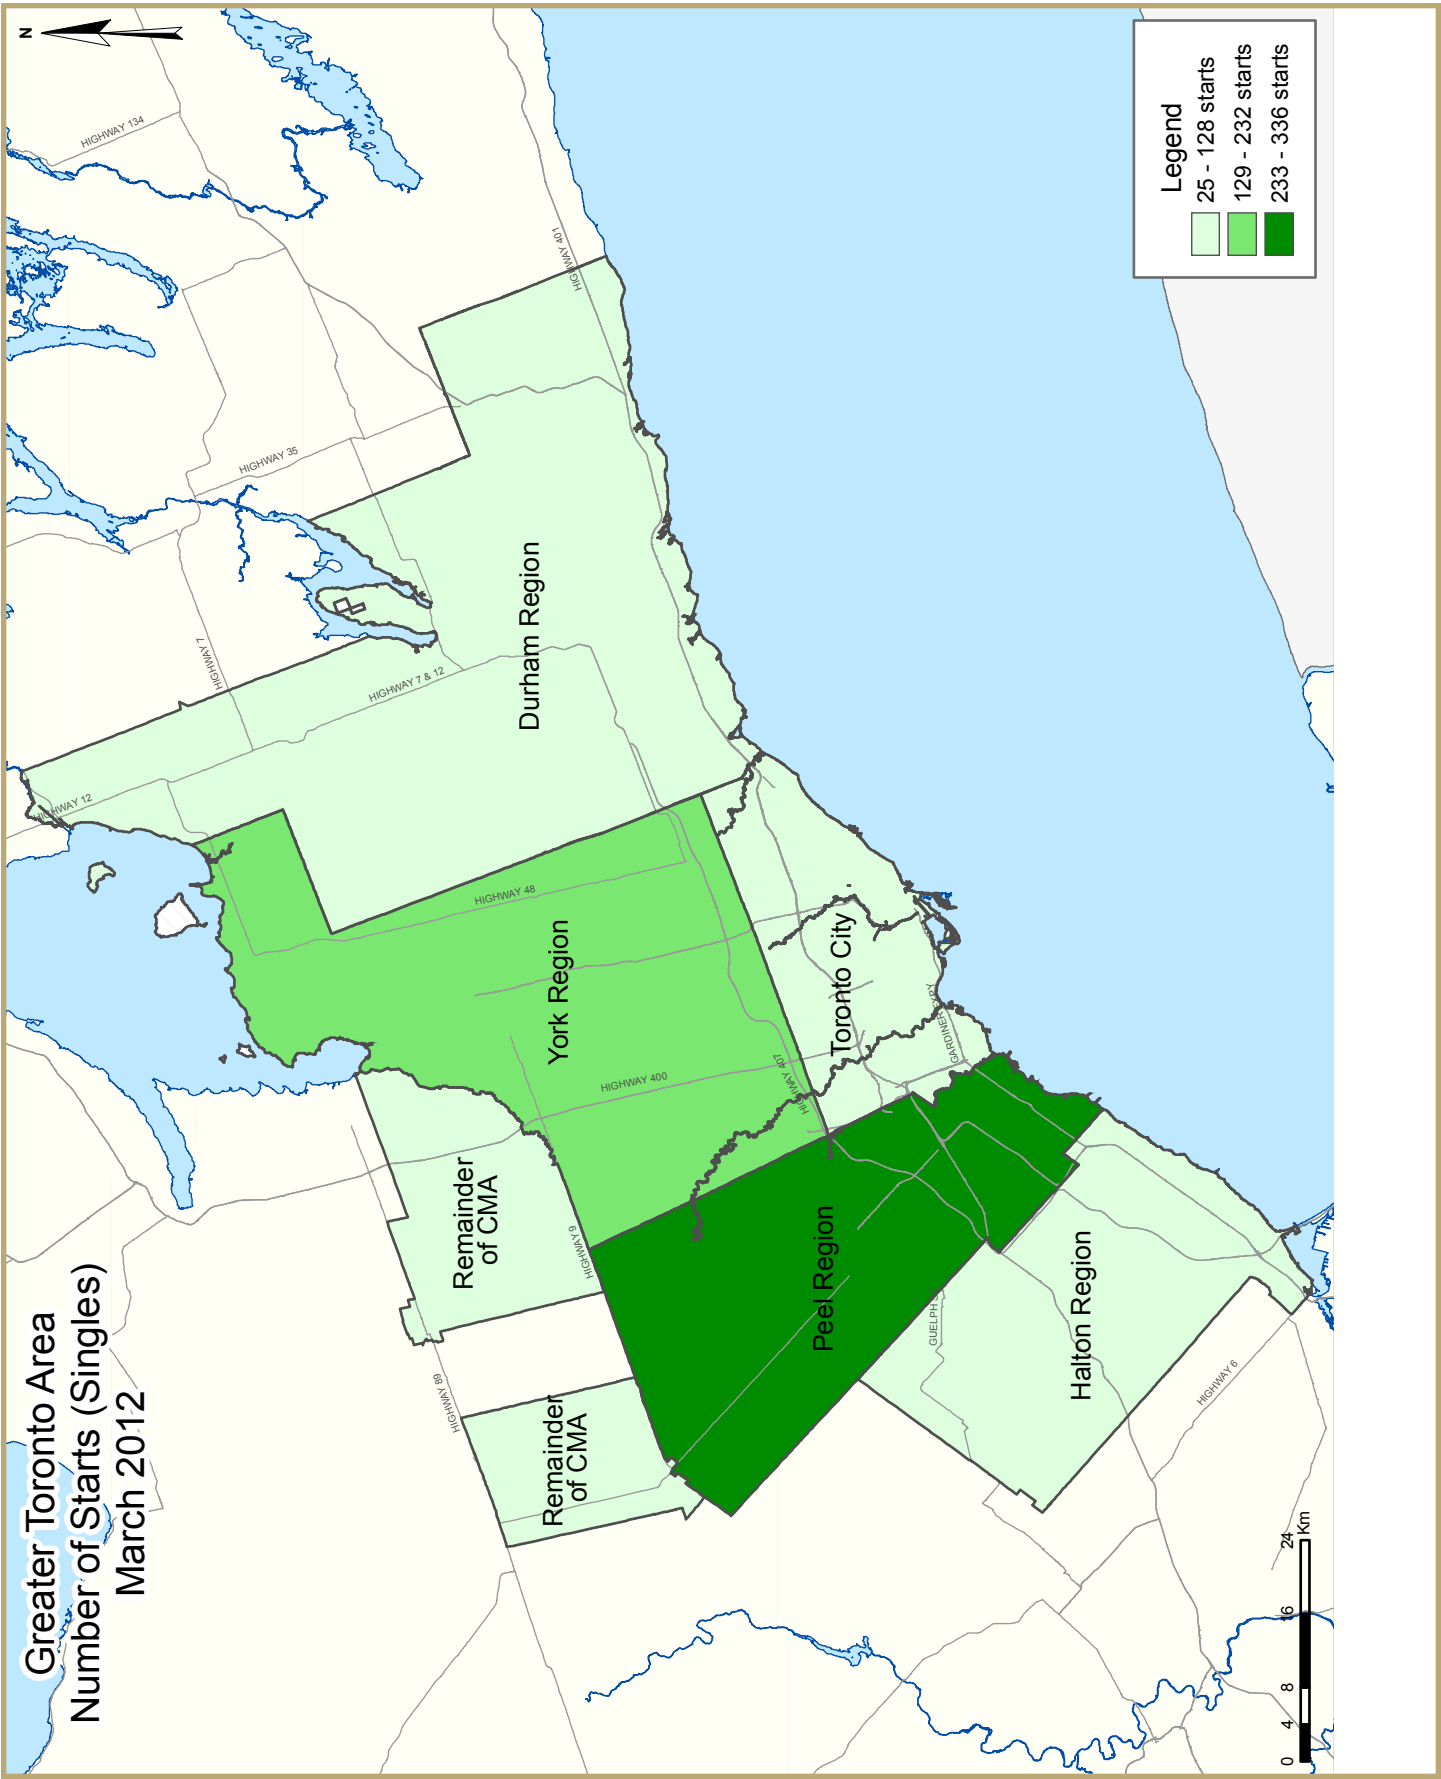 Greater Toronto Area
Number of Starts (Singles)
March 2012
N
HIGHWAY 134
HIGHWAY 401
HIGHWAY 35
HIGHWAY 7
HIGHWAY 7 & 12
HIGHWAY 12
Durham Region
HIGHWAY 48
York Region
HIGHWAY 400
HIGHWAY 407
Toronto City
GARDINER EXPY
Remainder
of CMA
HIGHWAY 9
HIGHWAY 89
Remainder
of CMA
Peel Region
GUELPH
Halton Region
HIGHWAY 6
Legend
25 - 128 starts
129 - 232 starts
233 - 336 starts
0 4 8 16 24
Km